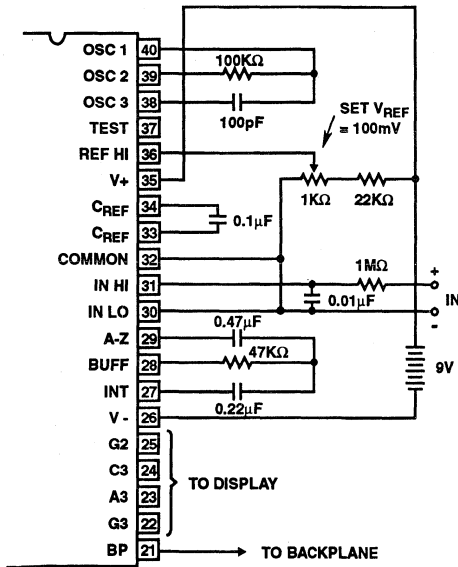 OSC 1 40
OSC 2 39
OSC 3 38
TEST 37
REF HI 36
V+ 35
CREF 34
CREF 33
COMMON 32
IN HI 31
IN LO 30
A-Z 29
BUFF 28
INT 27
V - 26
G2 25
C3 24
A3 23
G3 22
BP 21
100KΩ
100pF
SET VREF
= 100mV
1KΩ 22KΩ
0.1μF
1MΩ
+
IN
-
0.01μF
0.47μF
47KΩ
0.22μF
9V
TO DISPLAY
TO BACKPLANE